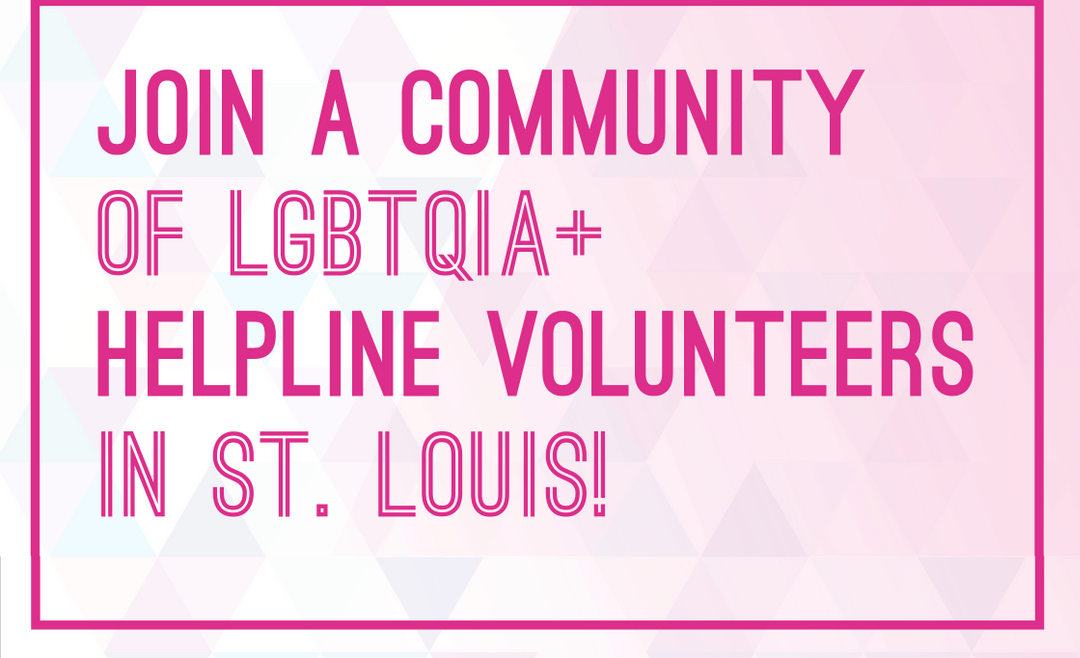 JOIN A COMMUNITY
OF LGBTQIA+
HELPLINE VOLUNTEERS
IN ST. LOUIS!